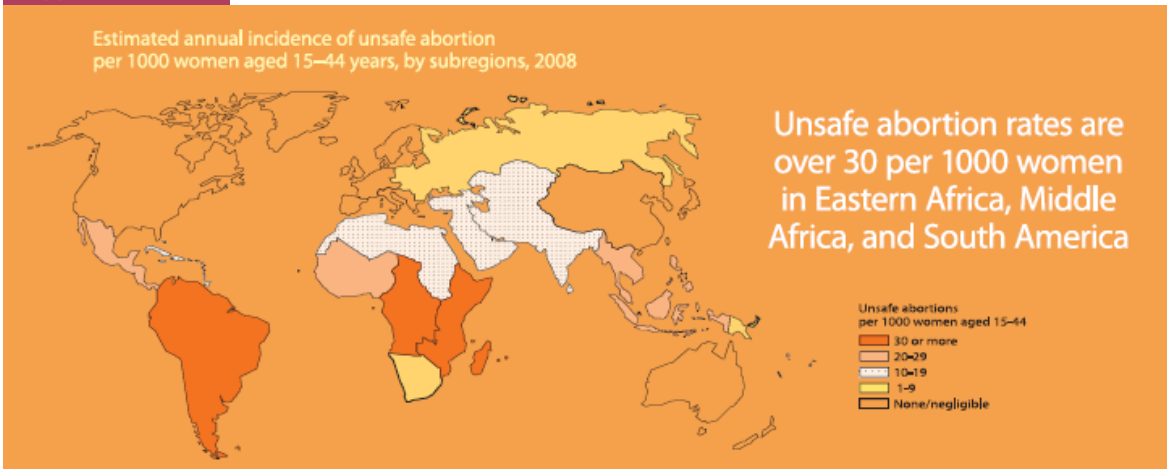 Estimated annual incidence of unsafe abortion
per 1000 women aged 15–44 years, by subregions, 2008
Unsafe abortion rates are
over 30 per 1000 women
in Eastern Africa, Middle
Africa, and South America
Unsafe abortions
per 1000 women aged 15–44
30 or more
20–29
10–19
1–9
None/negligible